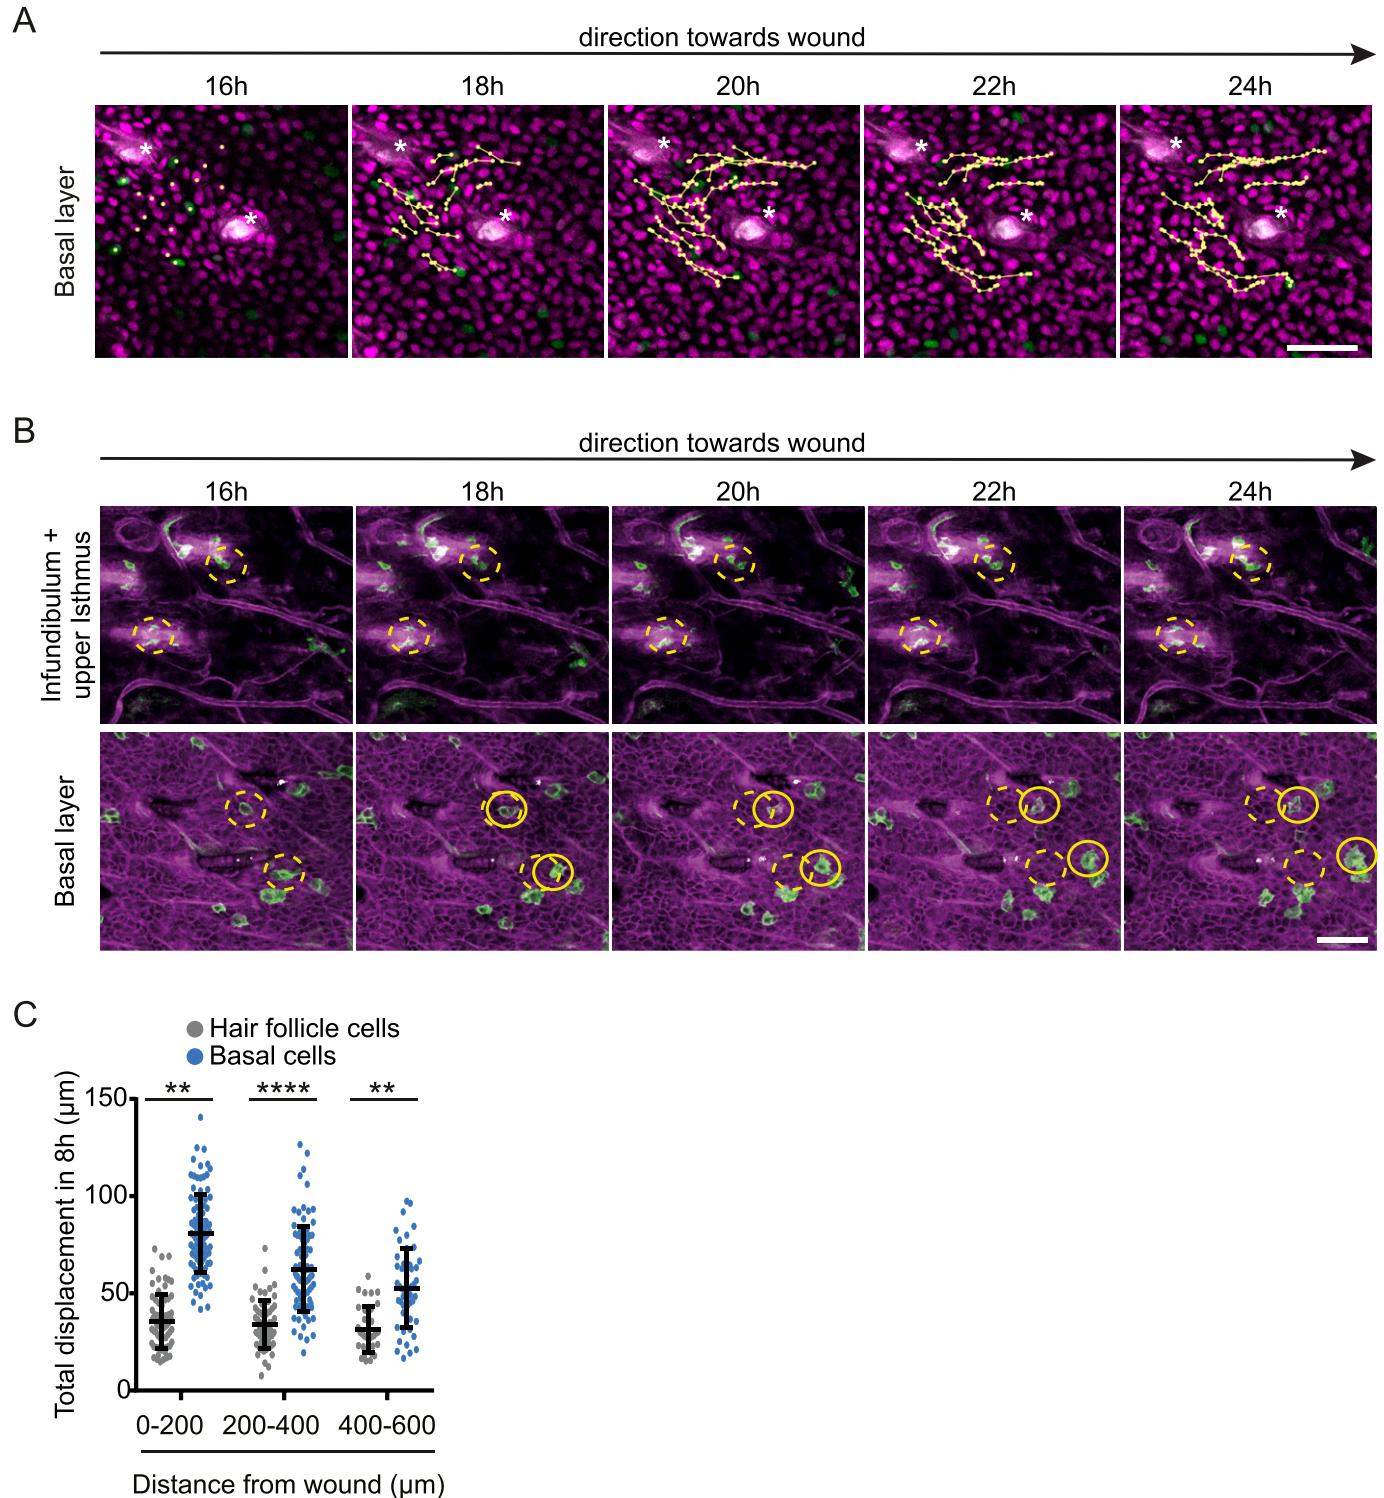 A
direction towards wound
16h 18h 20h 22h 24h
Basal layer
* * * * * * * * * *
B
direction towards wound
16h 18h 20h 22h 24h
Infundibulum +
upper Isthmus
Basal layer
C
Hair follicle cells
Basal cells
** **** **
Total displacement in 8h (µm)
150
100
50
0
0-200 200-400 400-600
Distance from wound (µm)